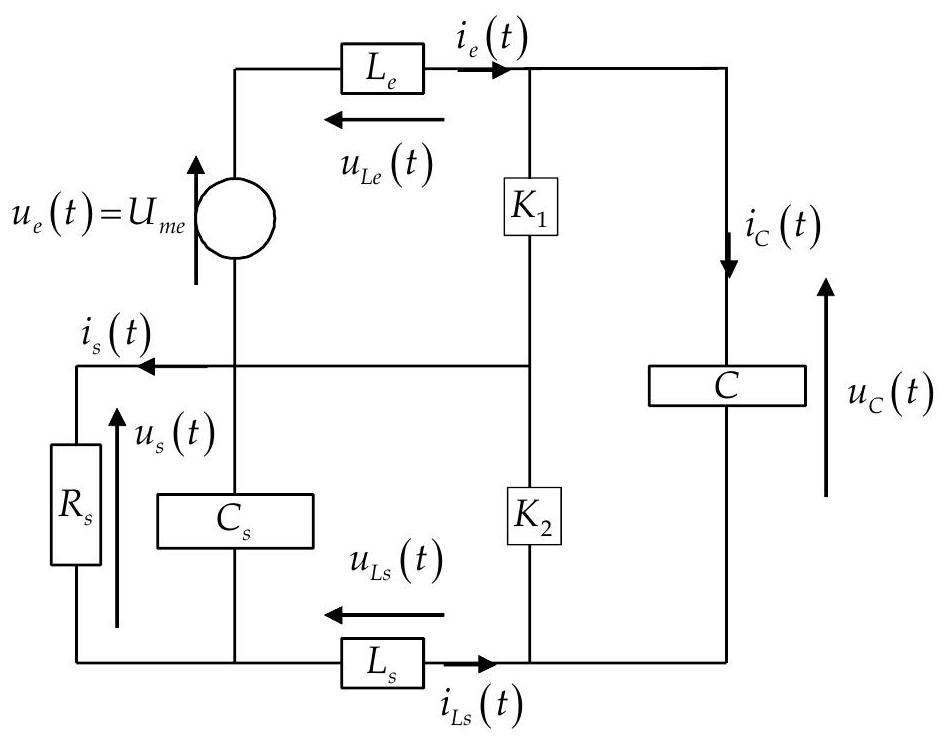 i_e(t)
L_e
u_Le(t)
u_e(t)=U_me
K_1
i_C(t)
i_s(t)
C
u_C(t)
u_s(t)
R_s
C_s
K_2
u_Ls(t)
L_s
i_Ls(t)